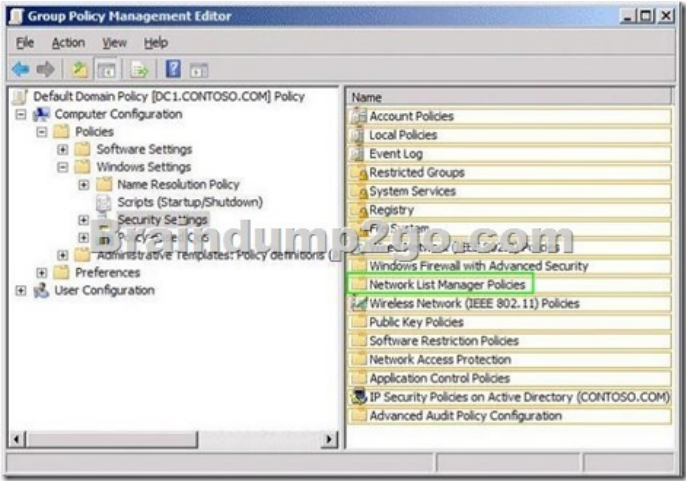 Group Policy Management Editor
File Action View Help
Default Domain Policy [DC1.CONTOSO.COM] Policy
Computer Configuration
Policies
Software Settings
Windows Settings
Name Resolution Policy
Scripts (Startup/Shutdown)
Security Settings
Administrative Templates: Policy definitions (
Preferences
User Configuration
Name
Account Policies
Local Policies
Event Log
Restricted Groups
System Services
Registry
File System
Policies
Windows Firewall with Advanced Security
Network List Manager Policies
Wireless Network (IEEE 802.11) Policies
Public Key Policies
Software Restriction Policies
Network Access Protection
Application Control Policies
IP Security Policies on Active Directory (CONTOSO.COM)
Advanced Audit Policy Configuration
Braindump2go.com